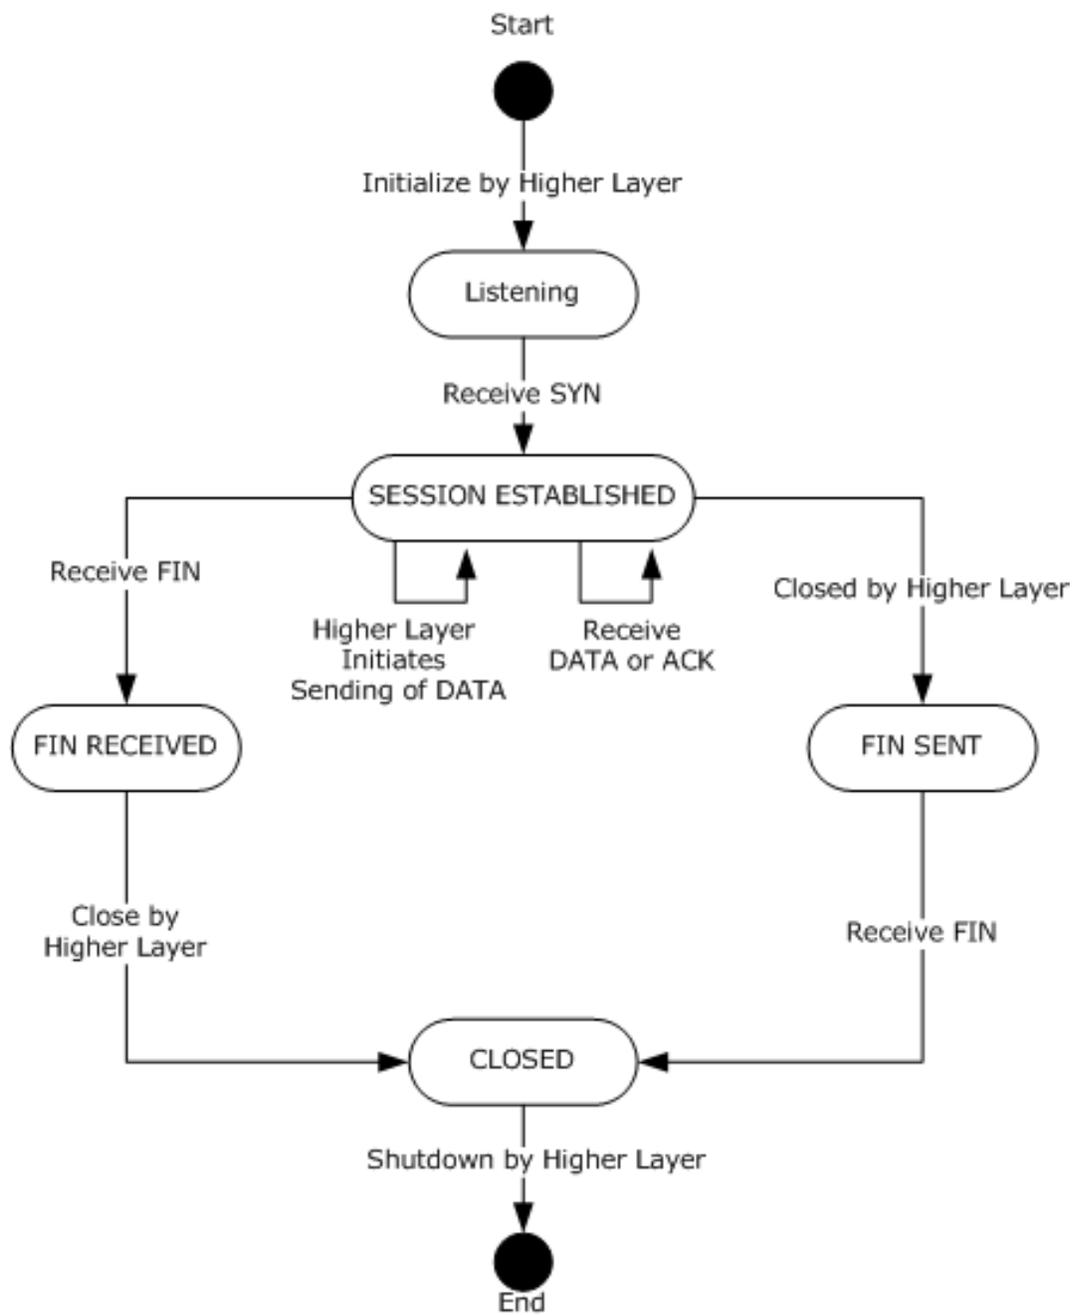 Start
Initialize by Higher Layer
Listening
Receive SYN
SESSION ESTABLISHED
Receive FIN
Closed by Higher Layer
Higher Layer
Initiates
Sending of DATA
Receive
DATA or ACK
FIN RECEIVED
FIN SENT
Close by
Higher Layer
Receive FIN
CLOSED
Shutdown by Higher Layer
End